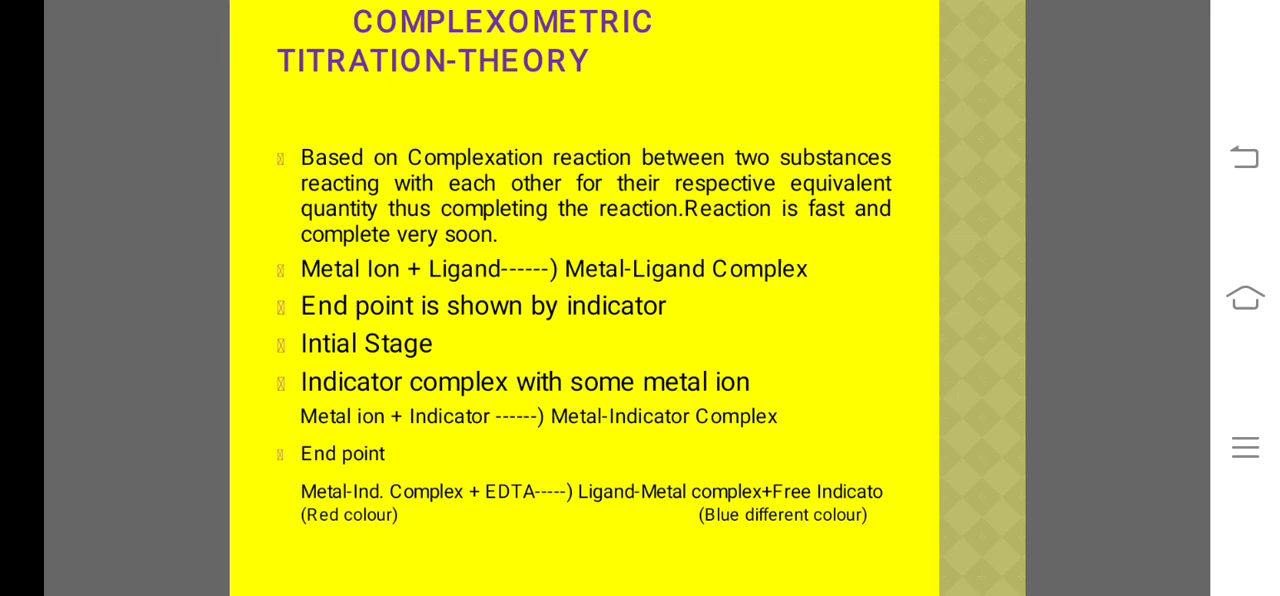 COMPLEXOMETRIC
TITRATION-THEORY
Based on Complexation reaction between two substances
reacting with each other for their respective equivalent
quantity thus completing the reaction.Reaction is fast and
complete very soon.
Metal Ion + Ligand------) Metal-Ligand Complex
End point is shown by indicator
Intial Stage
Indicator complex with some metal ion
Metal ion + Indicator ------) Metal-Indicator Complex
End point
Metal-Ind. Complex + EDTA-----) Ligand-Metal complex+Free Indicato
(Red colour) (Blue different colour)